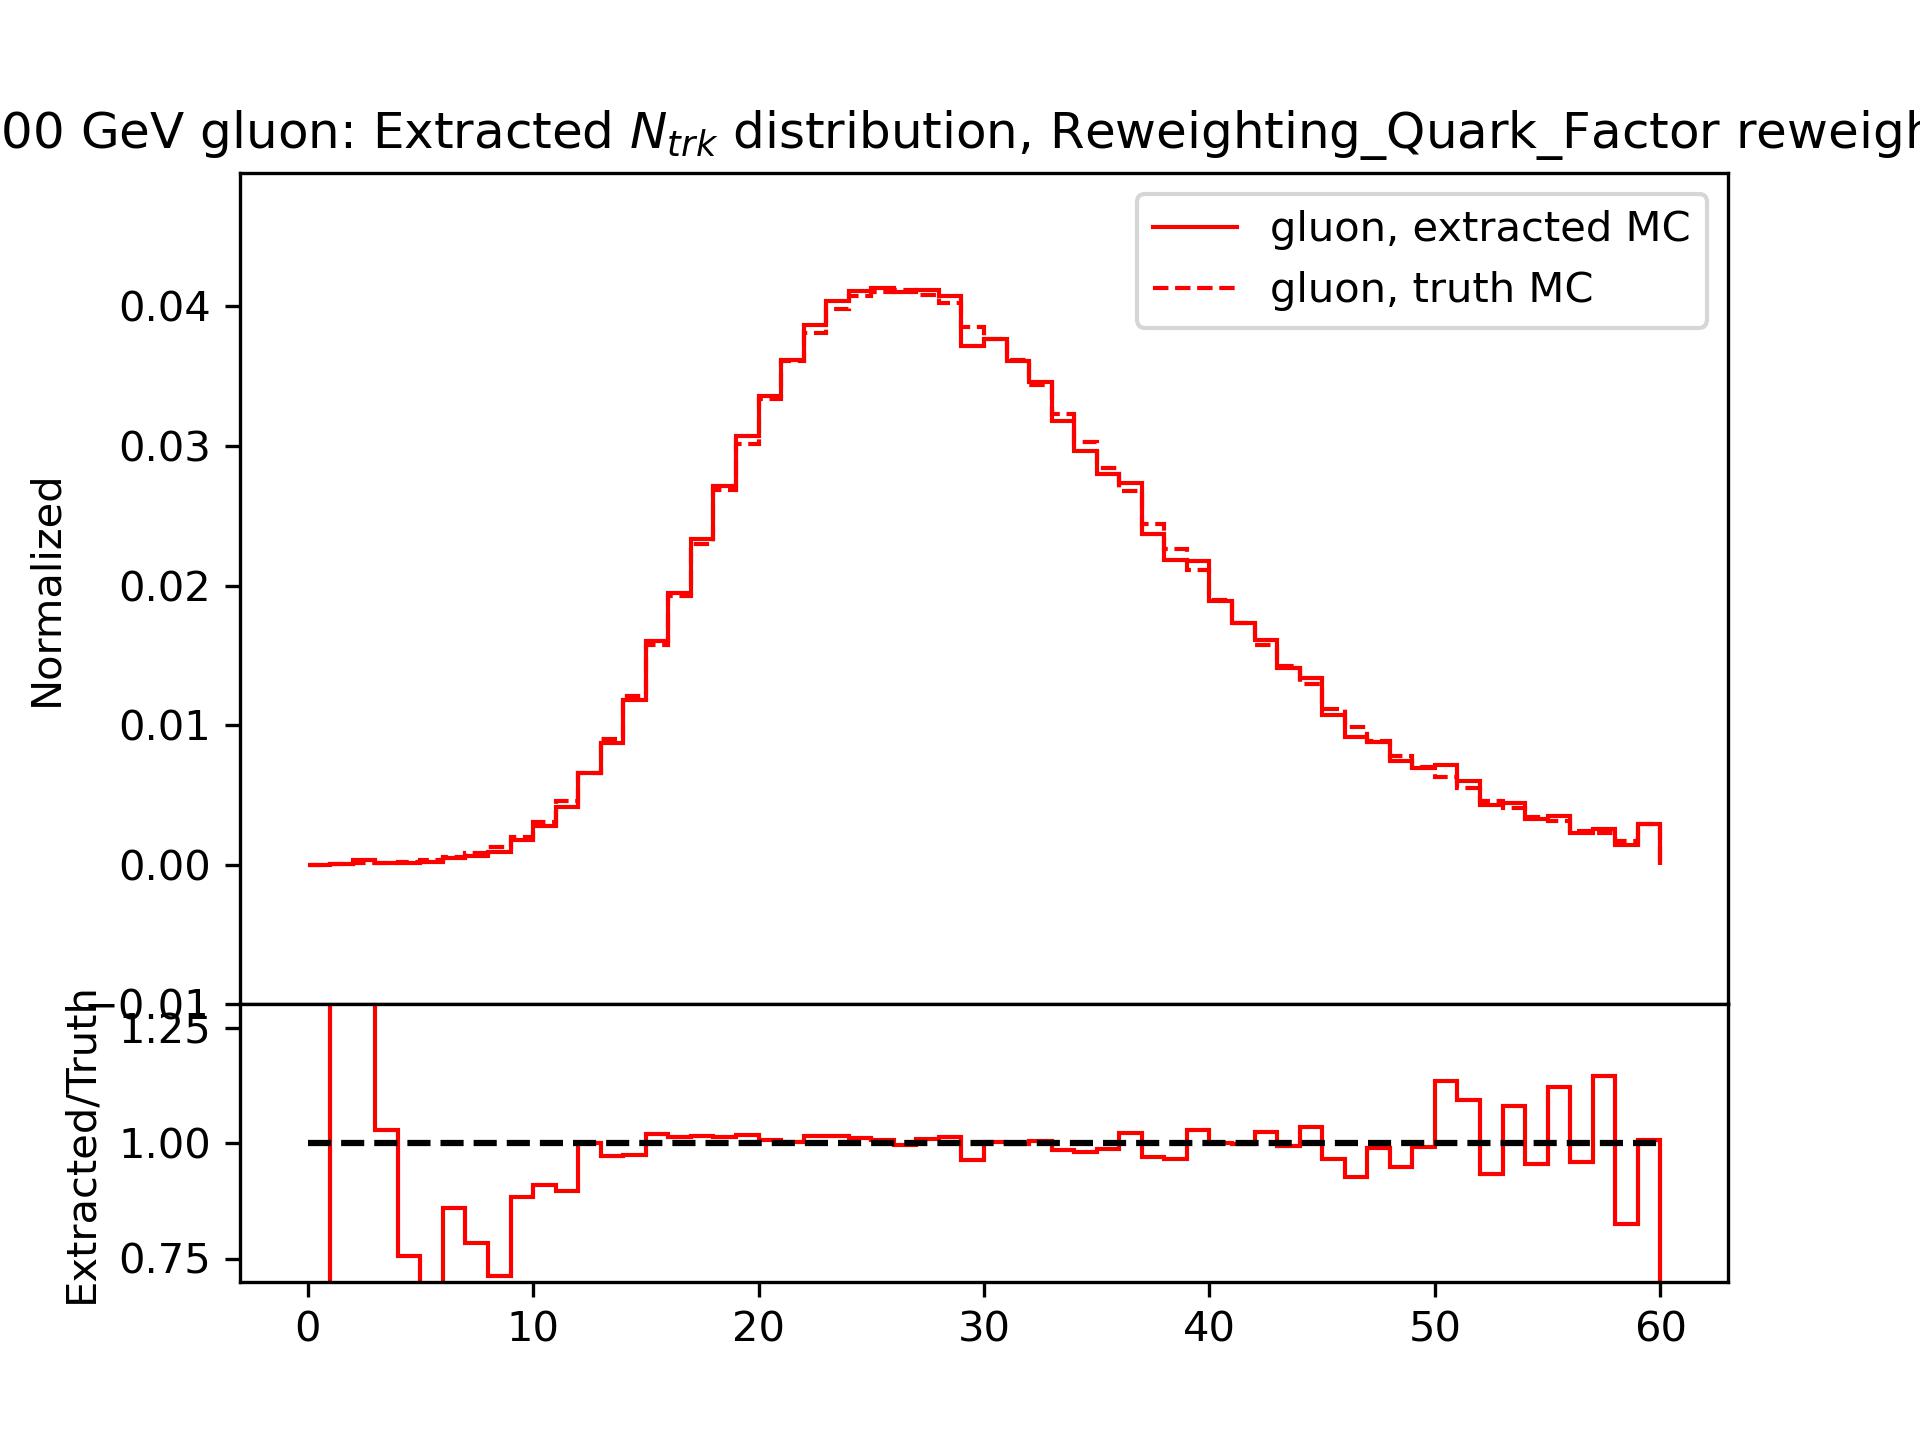 00 GeV gluon: Extracted N_trk distribution, Reweighting_Quark_Factor reweigh
gluon, extracted MC
gluon, truth MC
Normalized
0.04
0.03
0.02
0.01
0.00
−0.01
Extracted/Truth
1.25
1.00
0.75
0 10 20 30 40 50 60